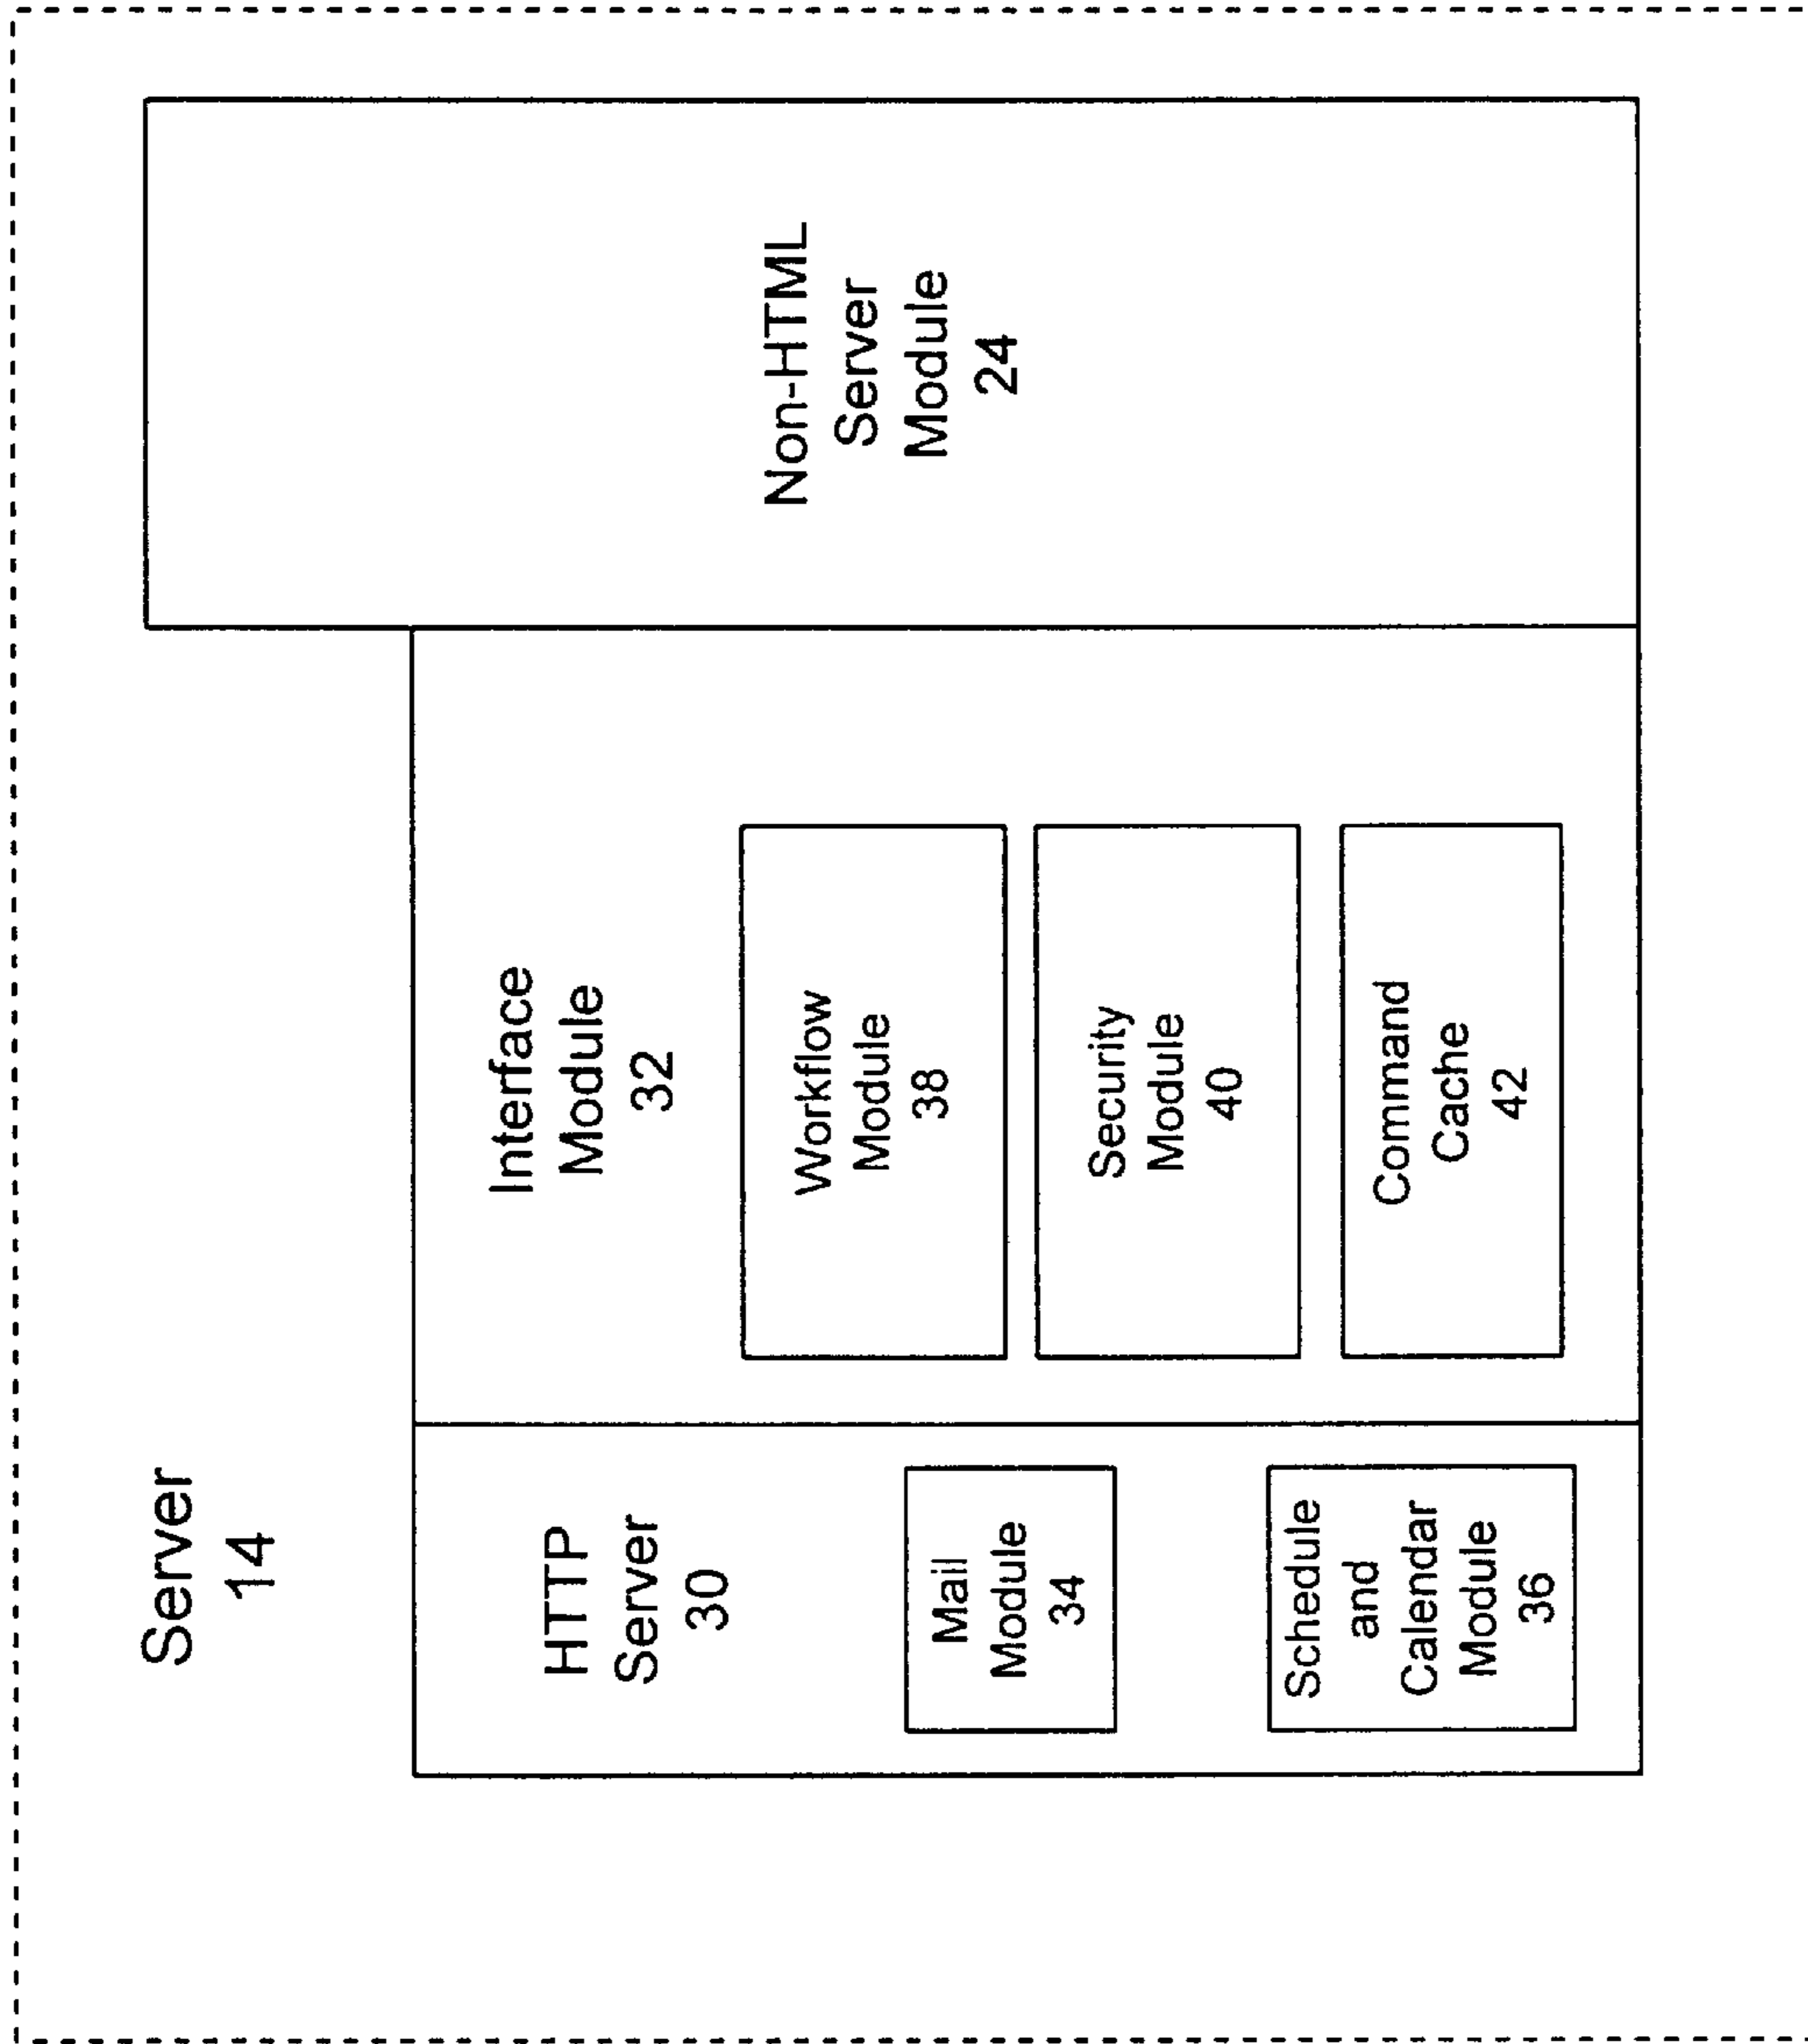 Server
14
HTTP
Server
30
Mail
Module
34
Schedule
and
Calendar
Module
36
Interface
Module
32
Workflow
Module
38
Security
Module
40
Command
Cache
42
Non-HTML
Server
Module
24